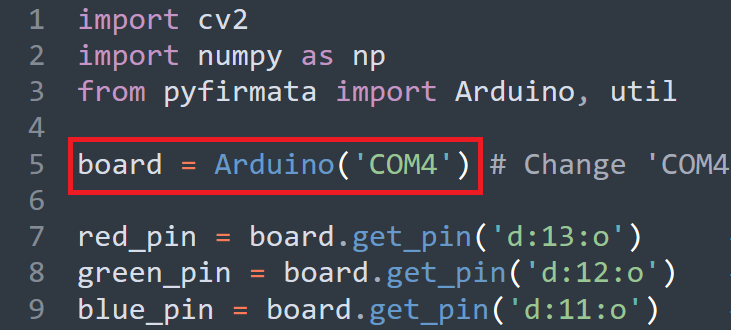 1 import cv2
2 import numpy as np
3 from pyfirmata import Arduino, util
4
5 board = Arduino('COM4') # Change 'COM4
6
7 red_pin = board.get_pin('d:13:o')
8 green_pin = board.get_pin('d:12:o')
9 blue_pin = board.get_pin('d:11:o')